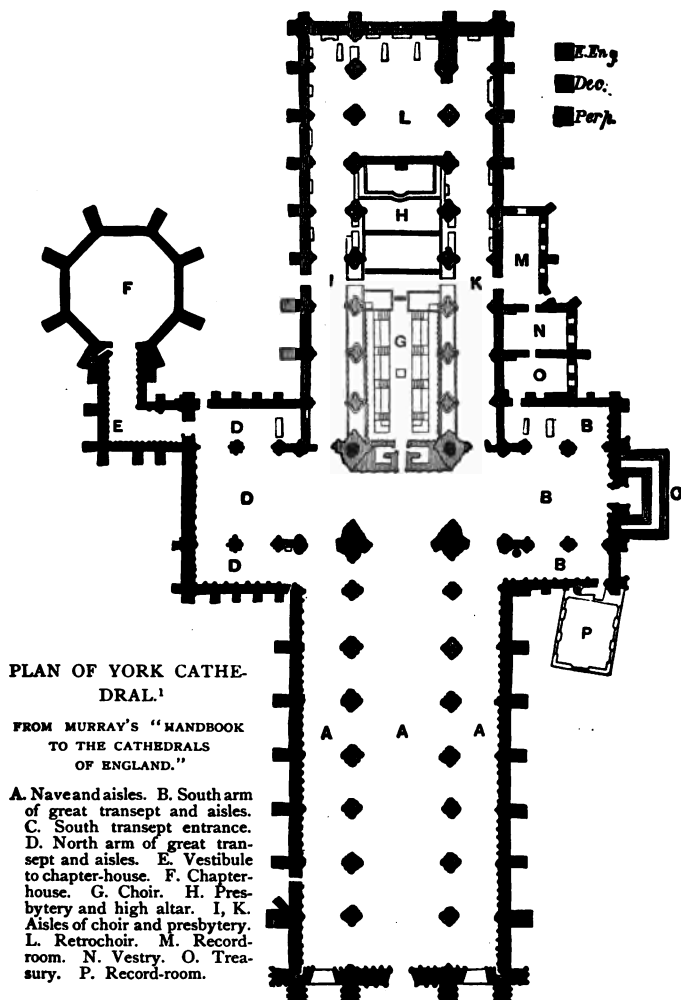 E.Eng
Dec.
Perp.
L
H
F
I
K
M
G
N
O
E
D
B
D
B
D
B
P
PLAN OF YORK CATHE-
DRAL.¹
FROM MURRAY'S "HANDBOOK
TO THE CATHEDRALS
OF ENGLAND."
A
A
A
A. Nave and aisles. B. South arm
of great transept and aisles.
C. South transept entrance.
D. North arm of great tran-
sept and aisles. E. Vestibule
to chapter-house. F. Chapter-
house. G. Choir. H. Pres-
bytery and high altar. I, K.
Aisles of choir and presbytery.
L. Retrochoir. M. Record-
room. N. Vestry. O. Trea-
sury. P. Record-room.